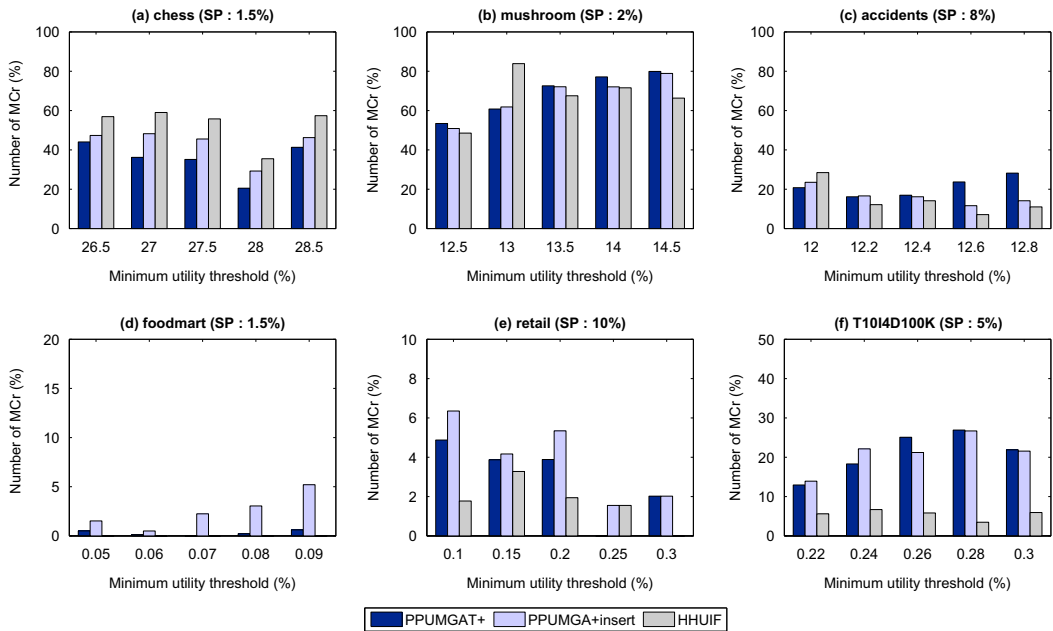 (a) chess (SP : 1.5%)
Number of MCr (%)
100
80
60
40
20
0
26.5 27 27.5 28 28.5
Minimum utility threshold (%)
(b) mushroom (SP : 2%)
Number of MCr (%)
100
80
60
40
20
0
12.5 13 13.5 14 14.5
Minimum utility threshold (%)
(c) accidents (SP : 8%)
Number of MCr (%)
100
80
60
40
20
0
12 12.2 12.4 12.6 12.8
Minimum utility threshold (%)
(d) foodmart (SP : 1.5%)
Number of MCr (%)
20
15
10
5
0
0.05 0.06 0.07 0.08 0.09
Minimum utility threshold (%)
(e) retail (SP : 10%)
Number of MCr (%)
10
8
6
4
2
0
0.1 0.15 0.2 0.25 0.3
Minimum utility threshold (%)
(f) T10I4D100K (SP : 5%)
Number of MCr (%)
50
40
30
20
10
0
0.22 0.24 0.26 0.28 0.3
Minimum utility threshold (%)
PPUMGAT+ PPUMGA+insert HHUIF